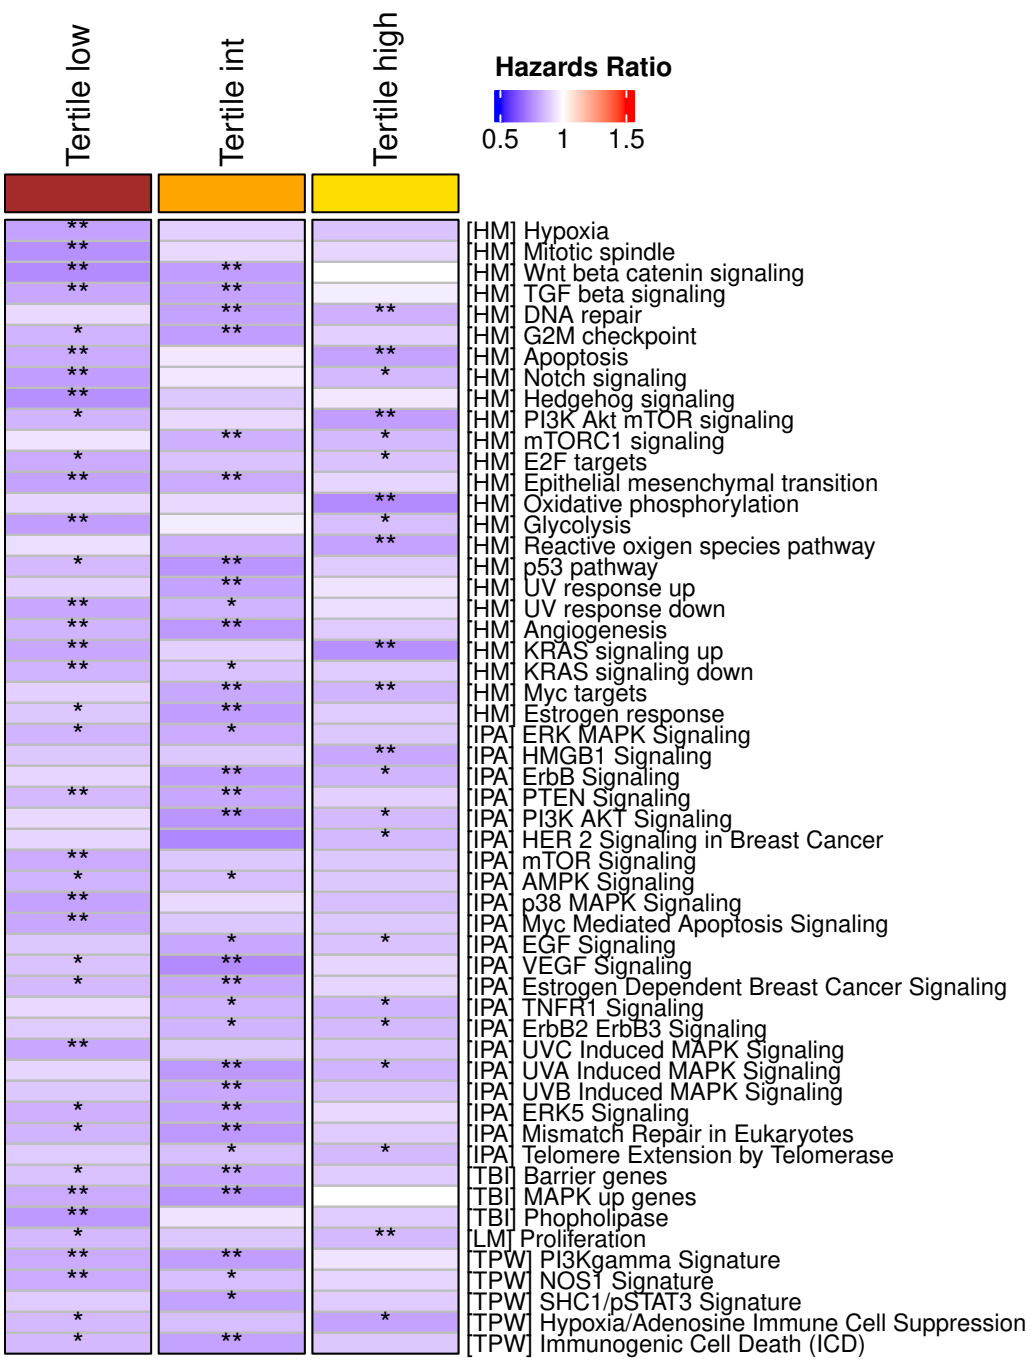 Tertile low
Tertile int
Tertile high
Hazards Ratio
0.5 1 1.5
** [HM] Hypoxia
** [HM] Mitotic spindle
** ** [HM] Wnt beta catenin signaling
** ** [HM] TGF beta signaling
** ** [HM] DNA repair
* ** [HM] G2M checkpoint
** ** [HM] Apoptosis
** * [HM] Notch signaling
** [HM] Hedgehog signaling
* ** [HM] PI3K Akt mTOR signaling
** * [HM] mTORC1 signaling
* * [HM] E2F targets
** ** [HM] Epithelial mesenchymal transition
** [HM] Oxidative phosphorylation
** * [HM] Glycolysis
** [HM] Reactive oxigen species pathway
* ** [HM] p53 pathway
** [HM] UV response up
** * [HM] UV response down
** ** [HM] Angiogenesis
** ** [HM] KRAS signaling up
** * [HM] KRAS signaling down
** ** [HM] Myc targets
* ** [HM] Estrogen response
* * [IPA] ERK MAPK Signaling
** [IPA] HMGB1 Signaling
** * [IPA] ErbB Signaling
** ** [IPA] PTEN Signaling
** * [IPA] PI3K AKT Signaling
* [IPA] HER 2 Signaling in Breast Cancer
** [IPA] mTOR Signaling
* * [IPA] AMPK Signaling
** [IPA] p38 MAPK Signaling
** [IPA] Myc Mediated Apoptosis Signaling
* * [IPA] EGF Signaling
* ** [IPA] VEGF Signaling
* ** [IPA] Estrogen Dependent Breast Cancer Signaling
* * [IPA] TNFR1 Signaling
* * [IPA] ErbB2 ErbB3 Signaling
** [IPA] UVC Induced MAPK Signaling
** * [IPA] UVA Induced MAPK Signaling
** [IPA] UVB Induced MAPK Signaling
* ** [IPA] ERK5 Signaling
* ** [IPA] Mismatch Repair in Eukaryotes
* * [IPA] Telomere Extension by Telomerase
* ** [TBI] Barrier genes
** ** [TBI] MAPK up genes
** [TBI] Phopholipase
* ** [LM] Proliferation
** ** [TPW] PI3Kgamma Signature
** * [TPW] NOS1 Signature
* [TPW] SHC1/pSTAT3 Signature
* * [TPW] Hypoxia/Adenosine Immune Cell Suppression
* ** [TPW] Immunogenic Cell Death (ICD)